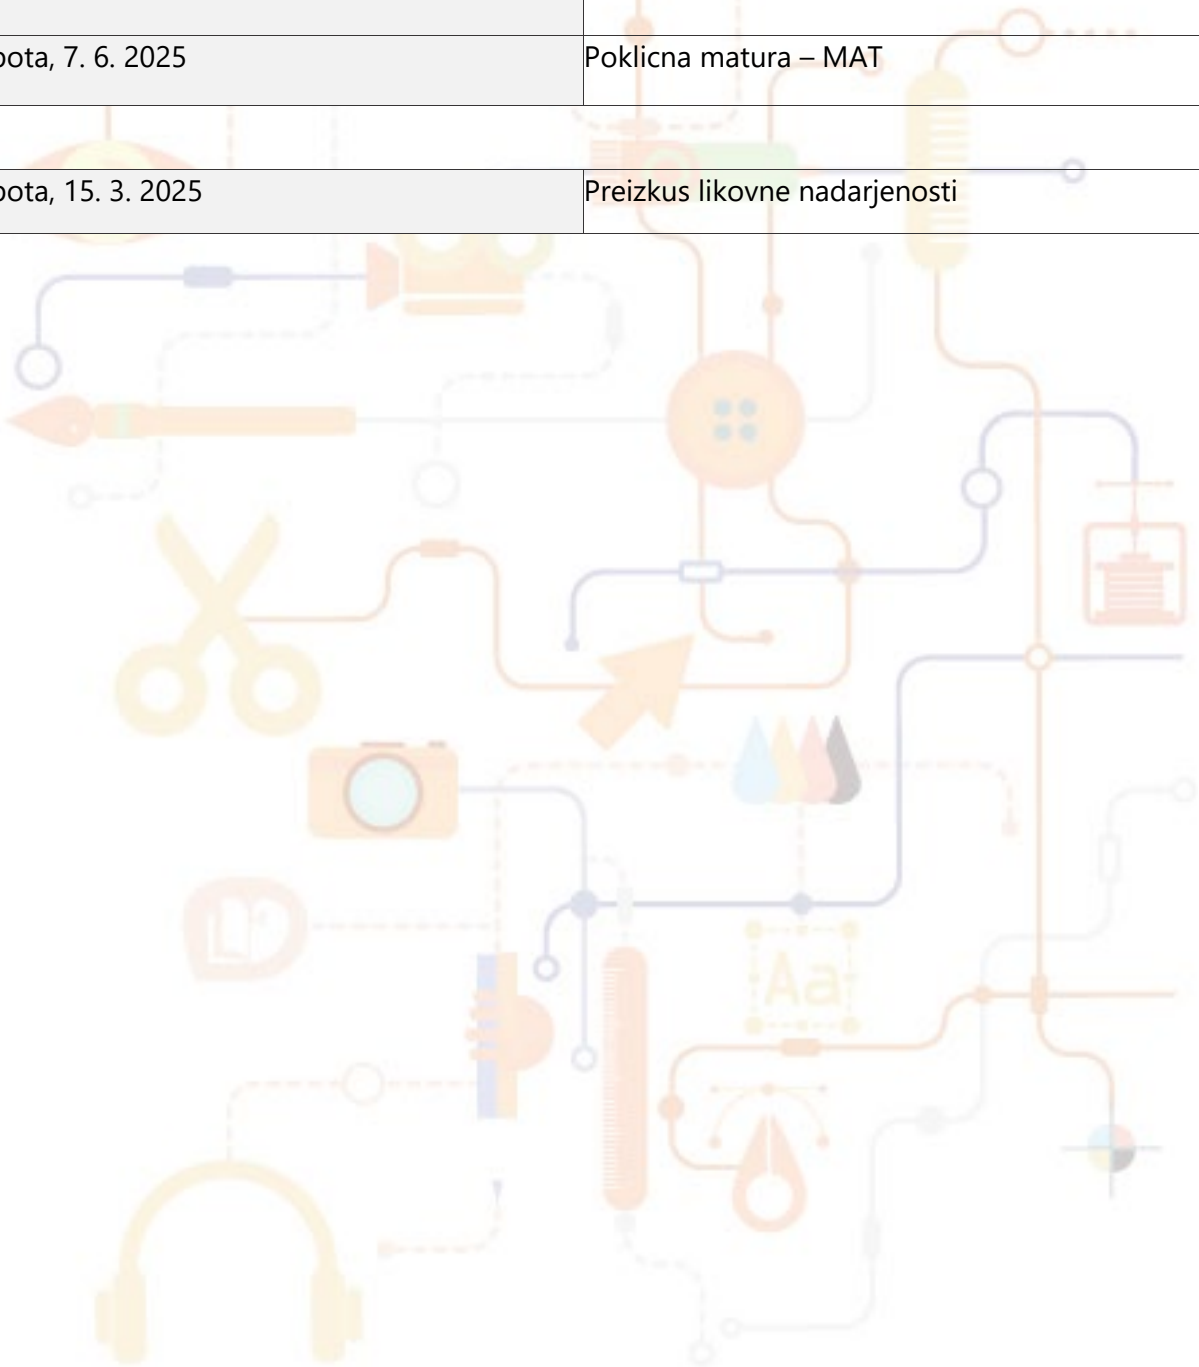 ota, 7. 6. 2025 Poklicna matura – MAT
ota, 15. 3. 2025 Preizkus likovne nadarjenosti
Aa